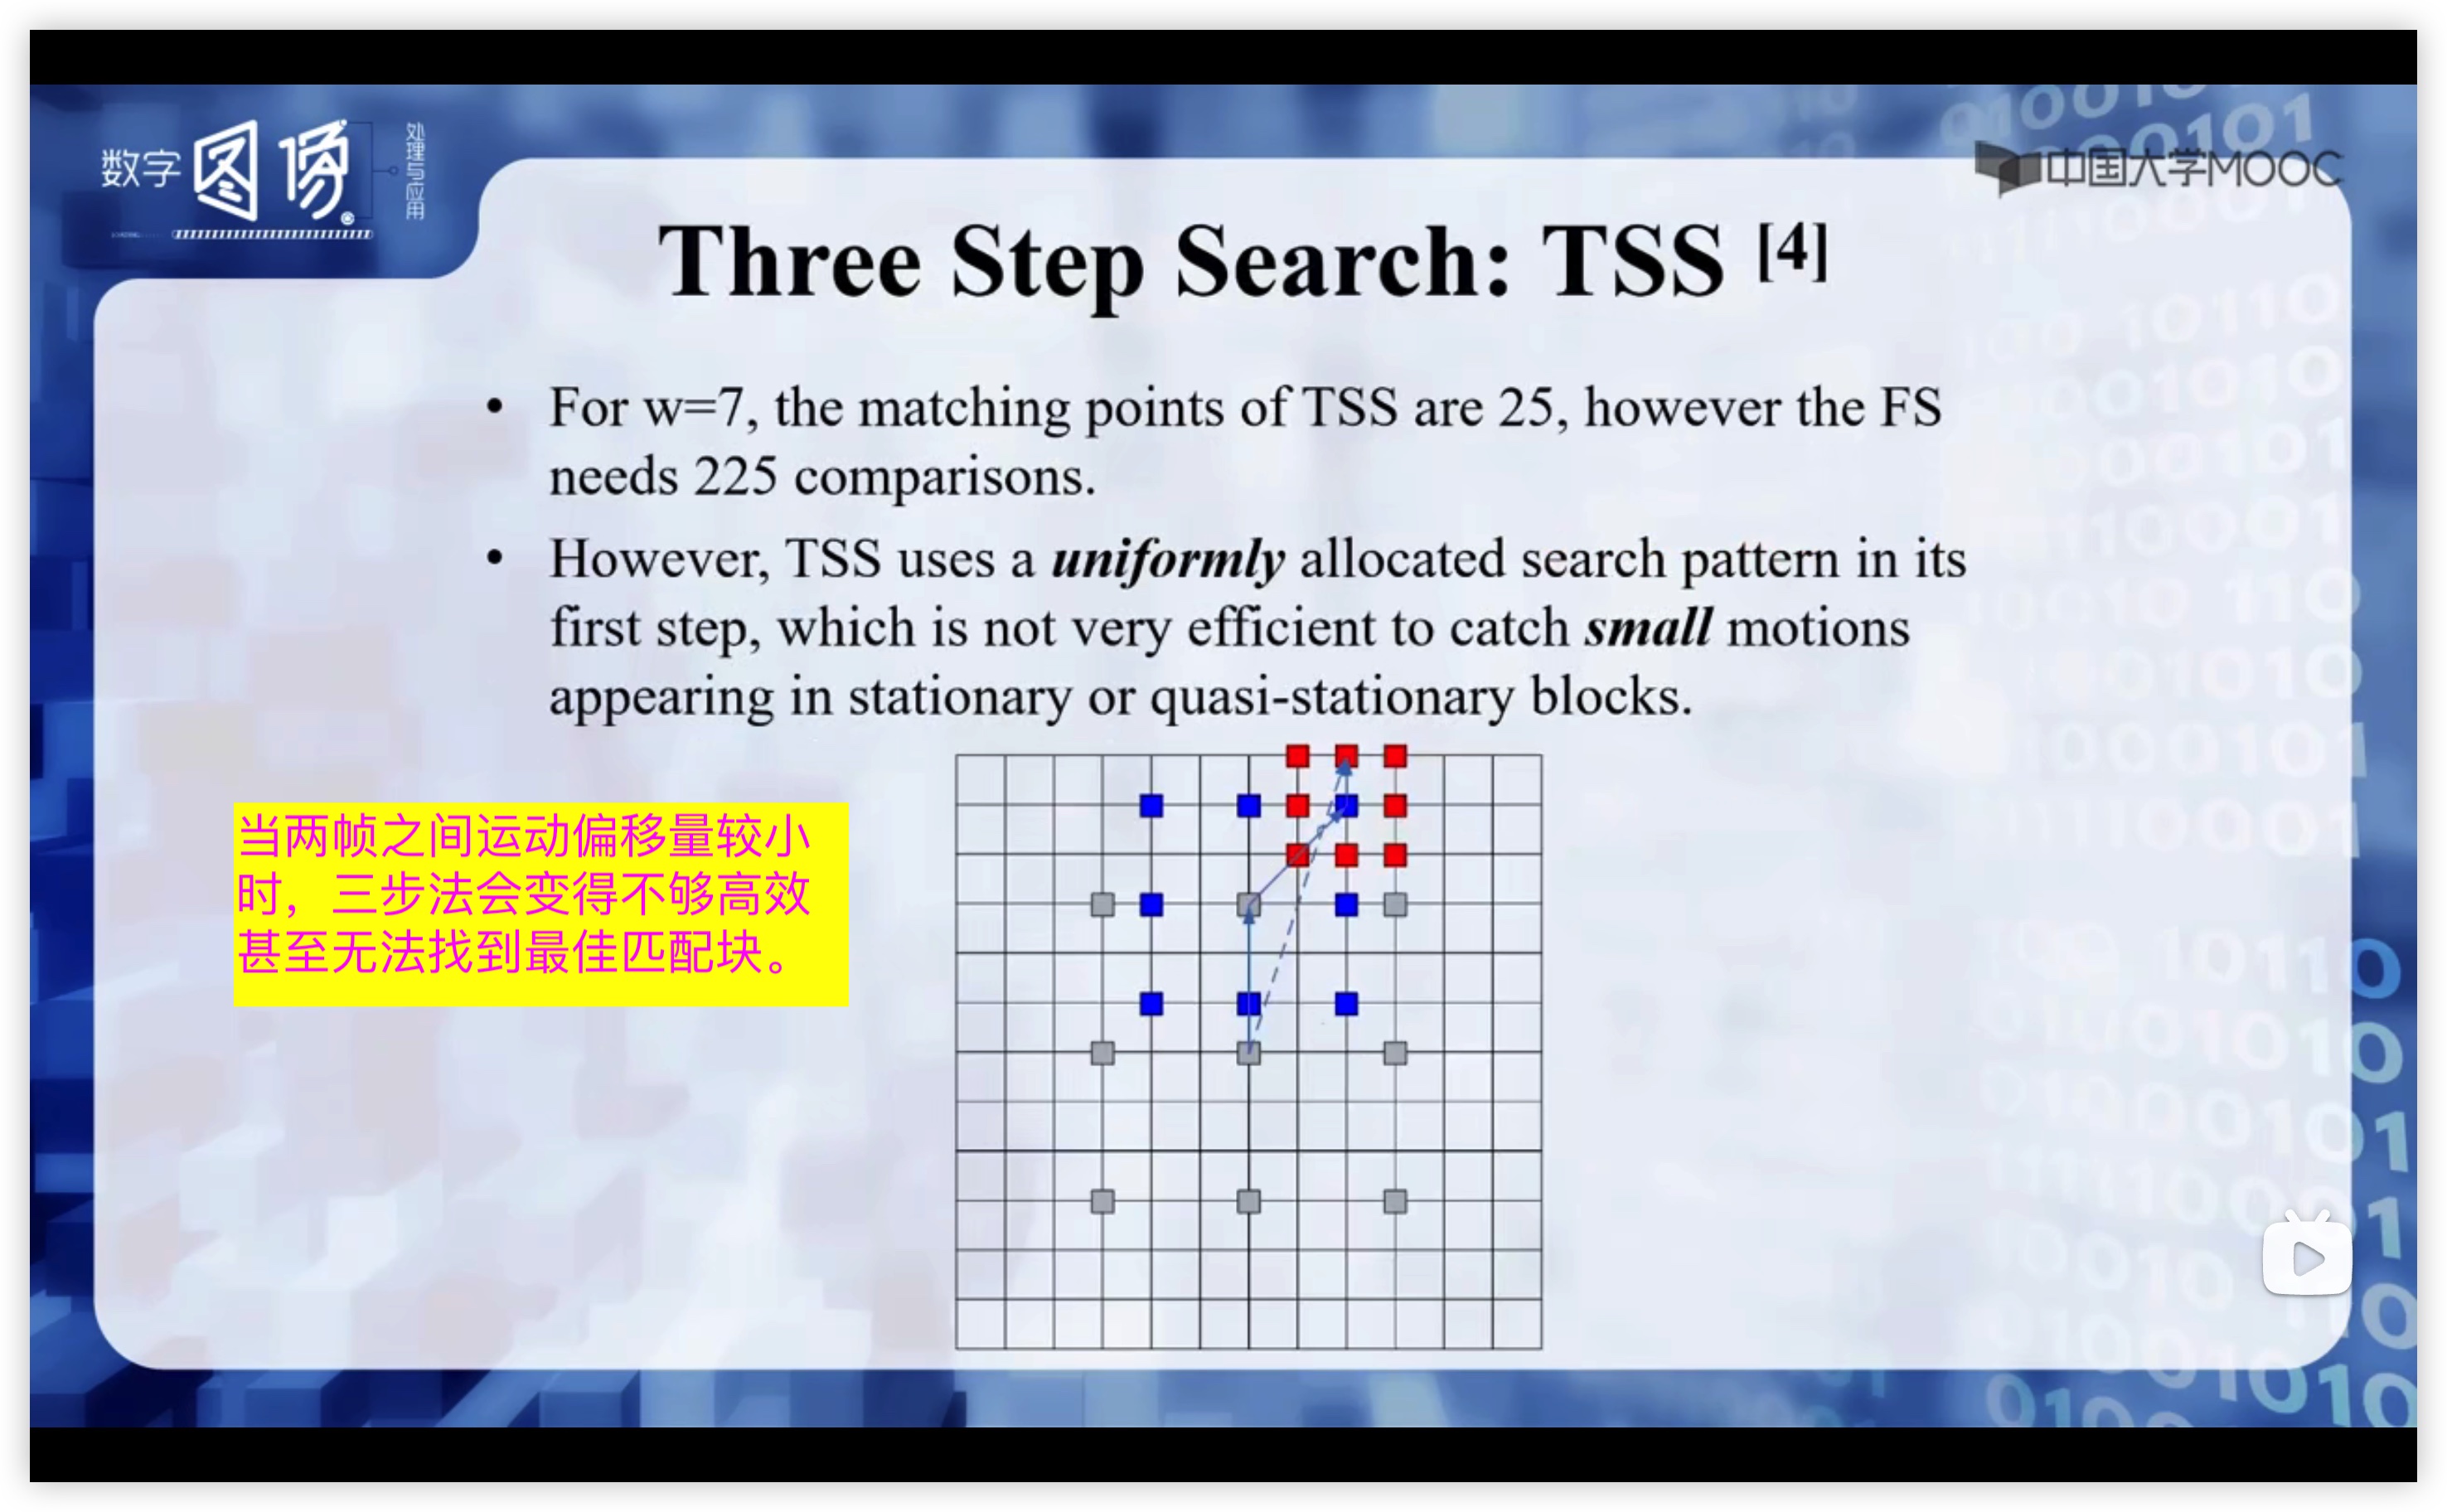 数字图像
处理与应用
中国大学MOOC
Three Step Search: TSS [4]
• For w=7, the matching points of TSS are 25, however the FS
needs 225 comparisons.
• However, TSS uses a uniformly allocated search pattern in its
first step, which is not very efficient to catch small motions
appearing in stationary or quasi-stationary blocks.
当两帧之间运动偏移量较小
时，三步法会变得不够高效
甚至无法找到最佳匹配块。